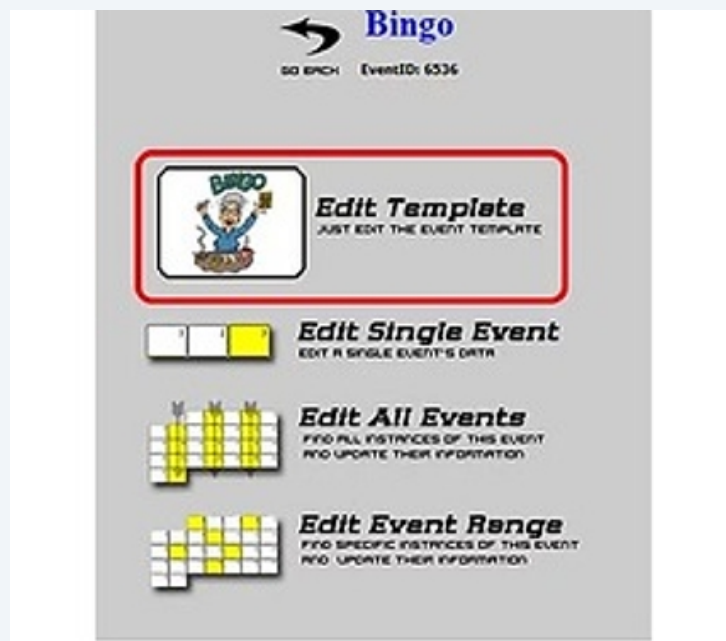 Bingo
GO BACK EventID: 6536
BINGO
Edit Template
JUST EDIT THE EVENT TEMPLATE
Edit Single Event
EDIT A SINGLE EVENT'S DATA
Edit All Events
FIND ALL INSTANCES OF THIS EVENT
AND UPDATE THEIR INFORMATION
Edit Event Range
FIND SPECIFIC INSTANCES OF THIS EVENT
AND UPDATE THEIR INFORMATION